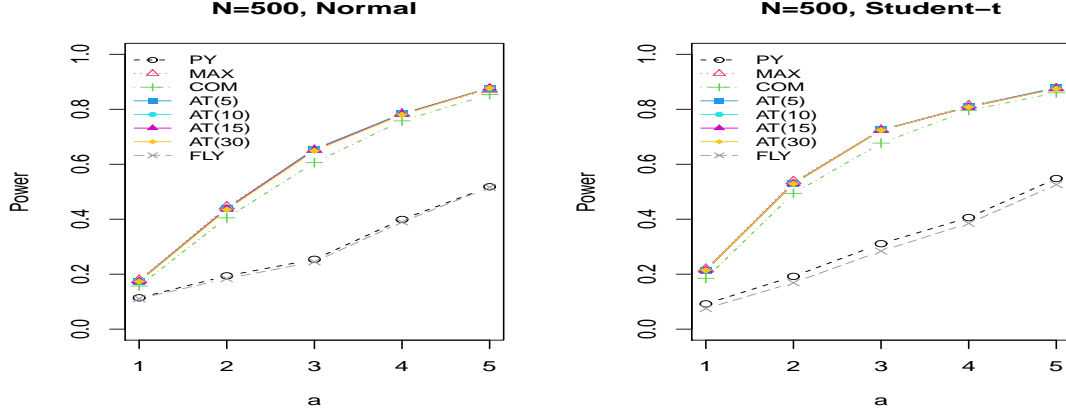 N=500, Normal
Power
0.0 0.2 0.4 0.6 0.8 1.0
PY
MAX
COM
AT(5)
AT(10)
AT(15)
AT(30)
FLY
1 2 3 4 5
a
N=500, Student-t
Power
0.0 0.2 0.4 0.6 0.8 1.0
PY
MAX
COM
AT(5)
AT(10)
AT(15)
AT(30)
FLY
1 2 3 4 5
a